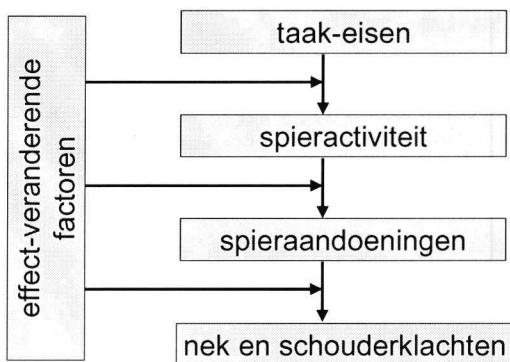 taak-eisen
effect-veranderende
factoren
spieractiviteit
spieraandoeningen
nek en schouderklachten